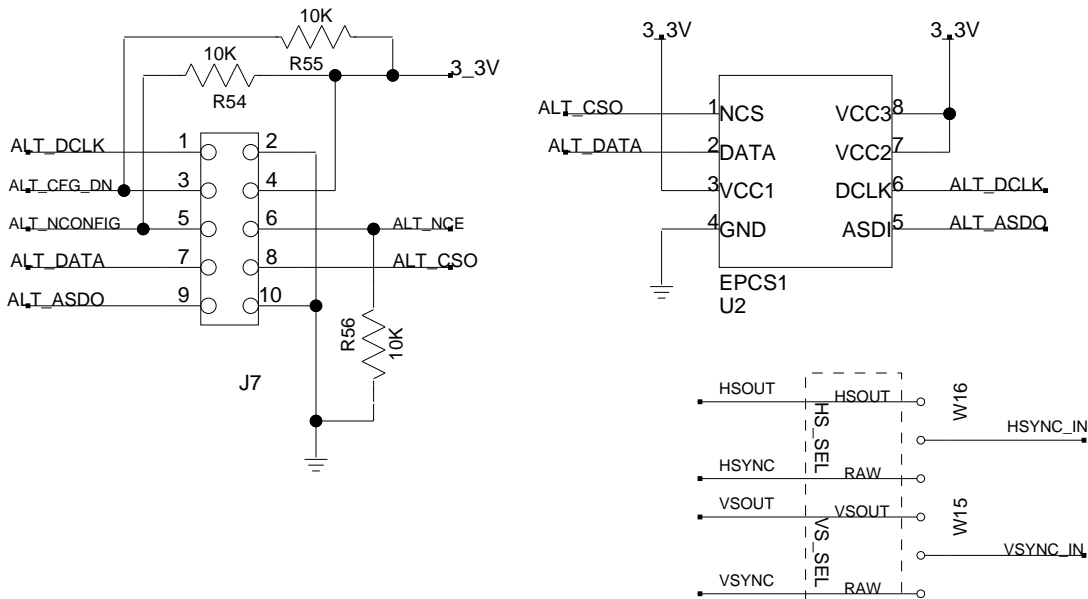 10K
R55
10K
R54
3_3V
ALT_DCLK 1 2
ALT_CFG_DN 3 4
ALT_NCONFIG 5 6 ALT_NCE
ALT_DATA 7 8 ALT_CSO
ALT_ASDO 9 10
R56
10K
J7
3_3V 3_3V
ALT_CSO 1 NCS VCC3 8
ALT_DATA 2 DATA VCC2 7
3 VCC1 DCLK 6 ALT_DCLK
4 GND ASDI 5 ALT_ASDO
EPCS1
U2
HSOUT HSOUT
HS_SEL
W16
HSYNC_IN
HSYNC RAW
VSOUT VSOUT
VS_SEL
W15
VSYNC_IN
VSYNC RAW